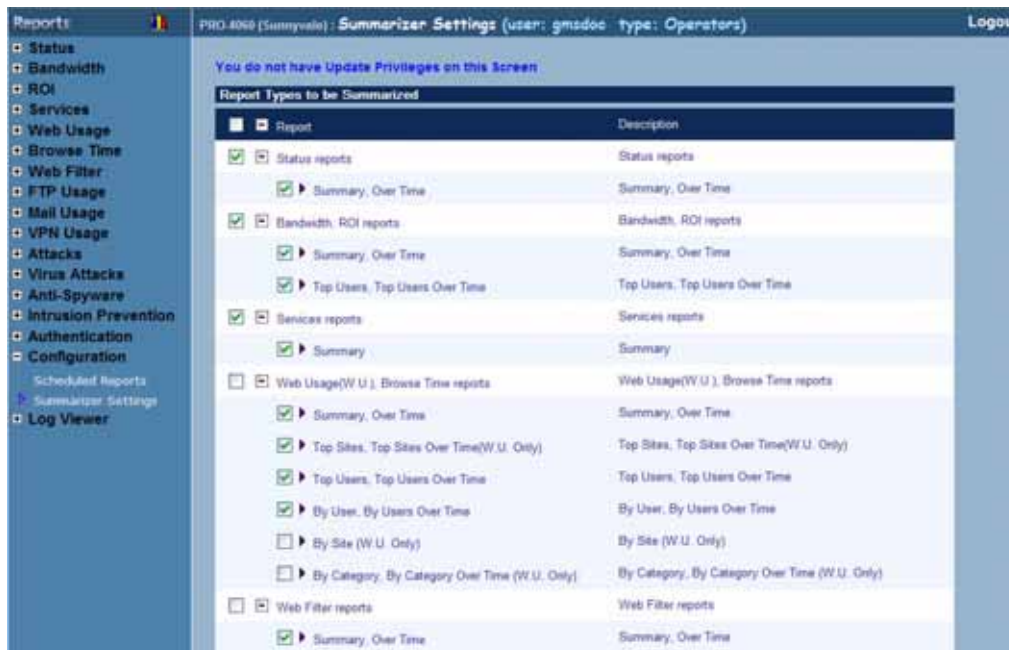 Reports
PRO 4060 (Sunnyvale) : Summarizer Settings (user: gmsdoc type: Operators)
Logou
Status
Bandwidth
ROI
Services
Web Usage
Browse Time
Web Filter
FTP Usage
Mail Usage
VPN Usage
Attacks
Virus Attacks
Anti-Spyware
Intrusion Prevention
Authentication
Configuration
Scheduled Reports
Summarizer Settings
Log Viewer
You do not have Update Privileges on this Screen
Report Types to be Summarized
Report Description
Status reports Status reports
Summary, Over Time Summary, Over Time
Bandwidth, ROI reports Bandwidth, ROI reports
Summary, Over Time Summary, Over Time
Top Users, Top Users Over Time Top Users, Top Users Over Time
Services reports Services reports
Summary Summary
Web Usage(W.U.), Browse Time reports Web Usage(W.U.), Browse Time reports
Summary, Over Time Summary, Over Time
Top Sites, Top Sites Over Time(W.U. Only) Top Sites, Top Sites Over Time(W.U. Only)
Top Users, Top Users Over Time Top Users, Top Users Over Time
By User, By Users Over Time By User, By Users Over Time
By Site (W.U. Only) By Site (W.U. Only)
By Category, By Category Over Time (W.U. Only) By Category, By Category Over Time (W.U. Only)
Web Filter reports Web Filter reports
Summary, Over Time Summary, Over Time